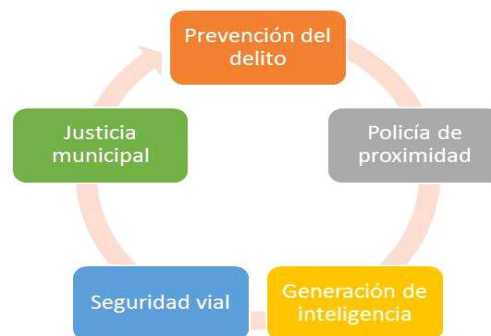 Prevención del
delito
Policía de
proximidad
Generación de
inteligencia
Seguridad vial
Justicia
municipal